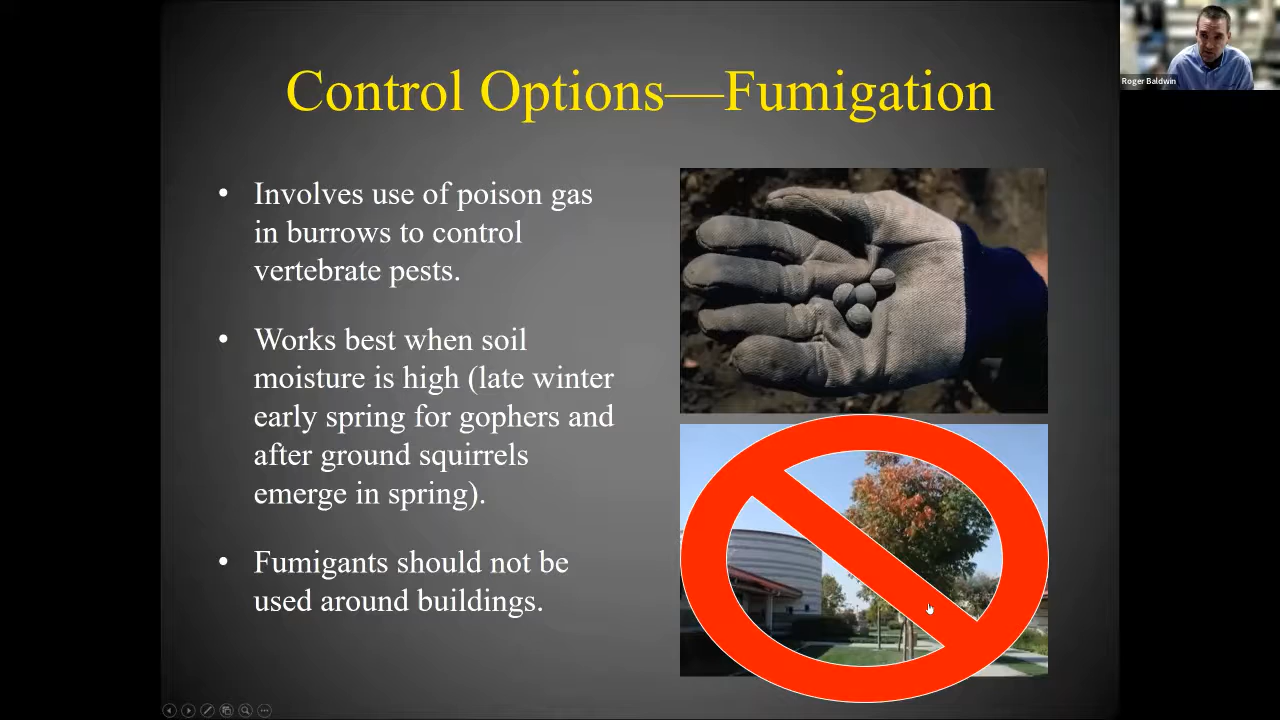 Control Options—Fumigation
Roger Baldwin
• Involves use of poison gas
in burrows to control
vertebrate pests.
• Works best when soil
moisture is high (late winter
early spring for gophers and
after ground squirrels
emerge in spring).
• Fumigants should not be
used around buildings.